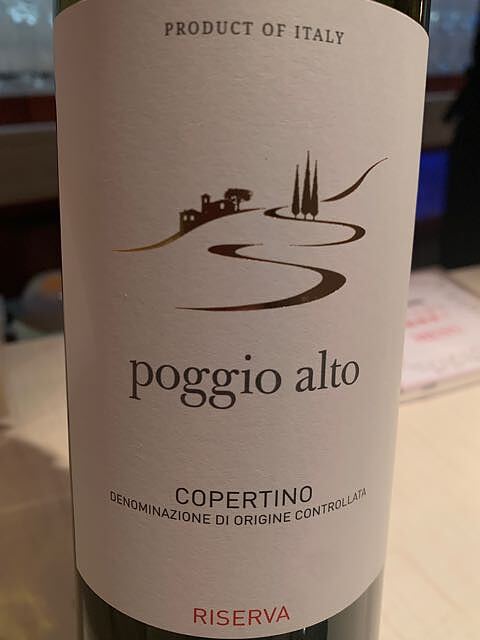 PRODUCT OF ITALY
poggio alto
COPERTINO
DENOMINAZIONE DI ORIGINE CONTROLLATA
RISERVA